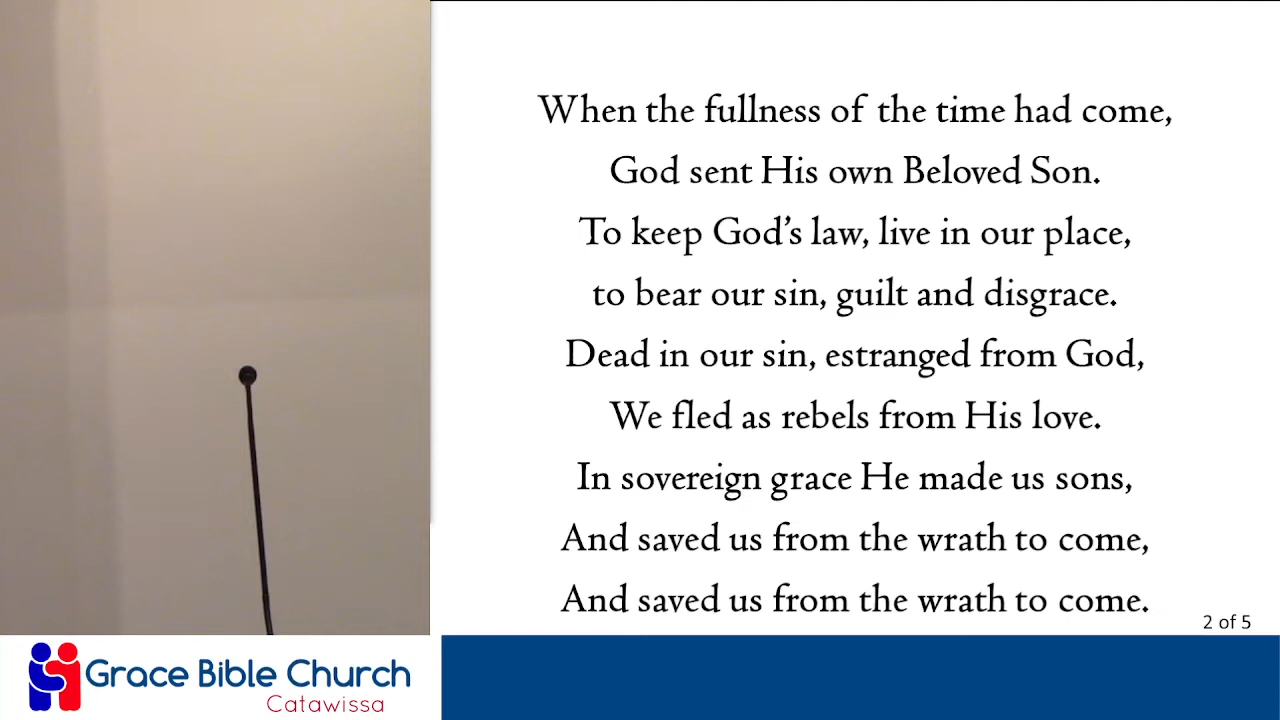 When the fullness of the time had come,
God sent His own Beloved Son.
To keep God's law, live in our place,
to bear our sin, guilt and disgrace.
Dead in our sin, estranged from God,
We fled as rebels from His love.
In sovereign grace He made us sons,
And saved us from the wrath to come,
And saved us from the wrath to come.
2 of 5
Grace Bible Church
Catawissa